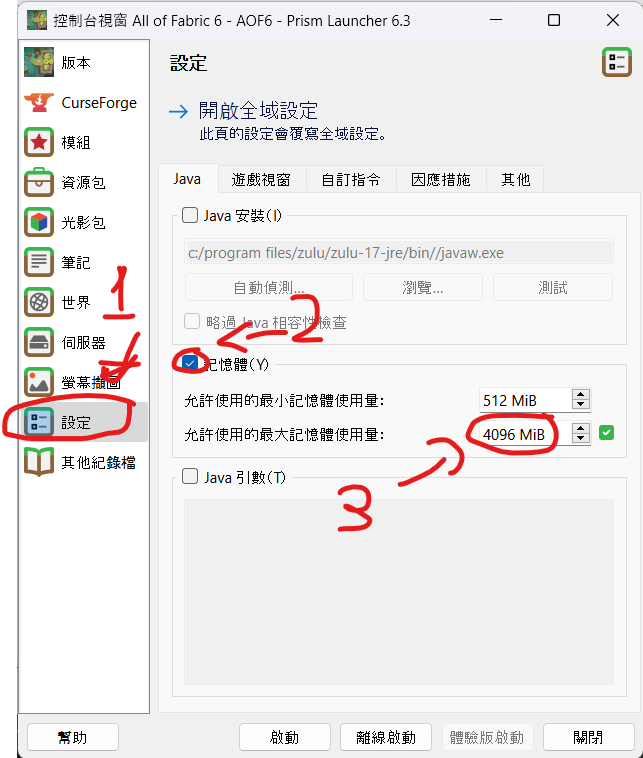 控制台視窗 All of Fabric 6 - AOF6 - Prism Launcher 6.3
版本
CurseForge
模組
資源包
光影包
筆記
世界
伺服器
螢幕擷圖
設定
其他紀錄檔
1
設定
開啟全域設定
此頁的設定會覆寫全域設定。
Java
遊戲視窗
自訂指令
因應措施
其他
Java 安裝(I)
c:/program files/zulu/zulu-17-jre/bin//javaw.exe
自動偵測...
瀏覽...
測試
略過 Java 相容性檢查
2
記憶體(Y)
允許使用的最小記憶體使用量：
512 MiB
允許使用的最大記憶體使用量：
4096 MiB
3
Java 引數(T)
幫助
啟動
離線啟動
體驗版啟動
關閉